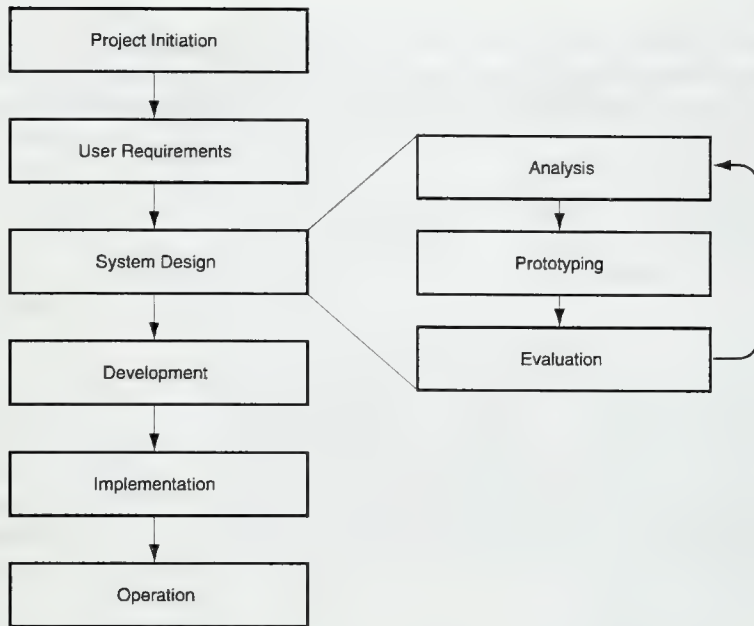 Project Initiation
User Requirements
System Design
Development
Implementation
Operation
Analysis
Prototyping
Evaluation